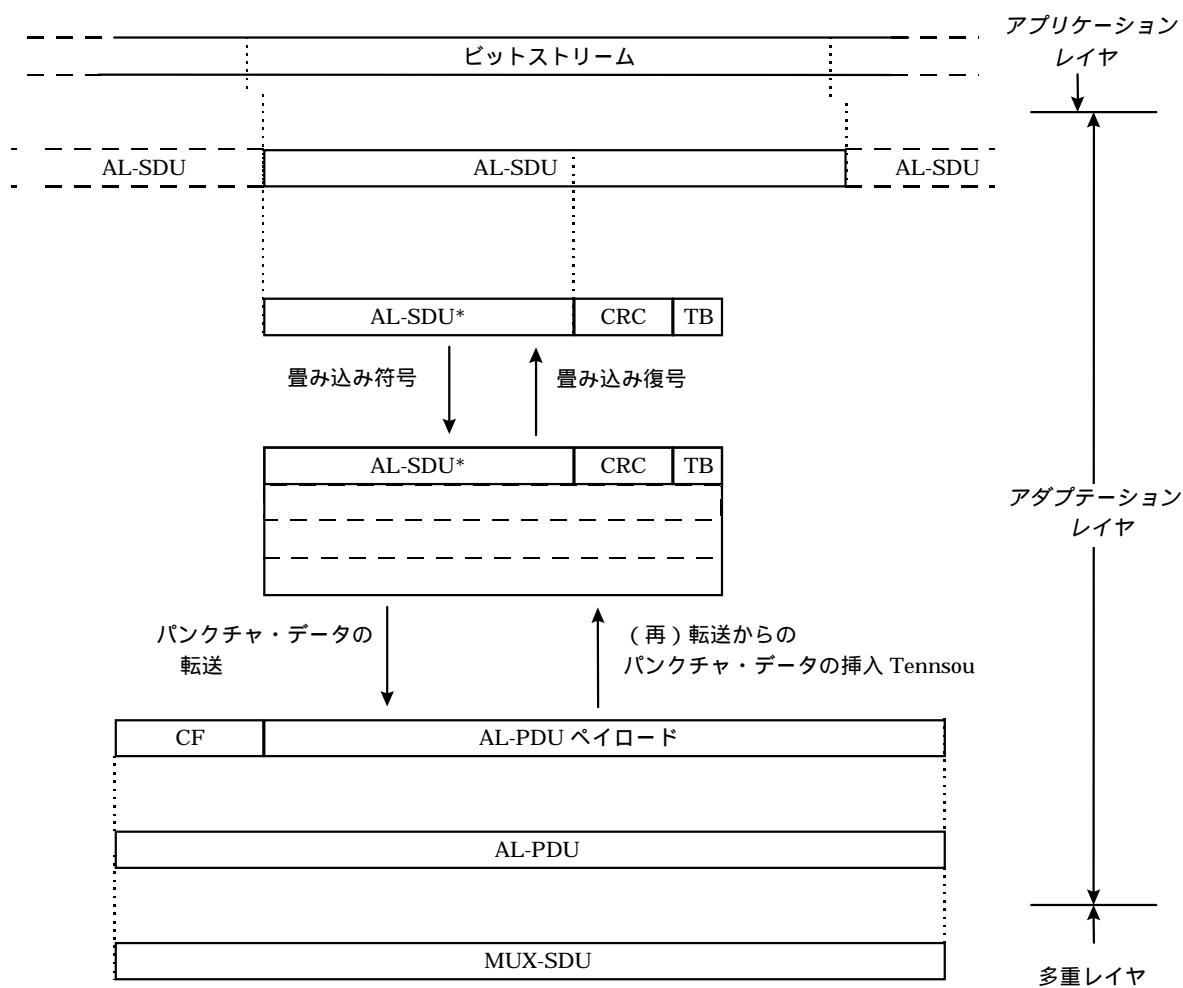 アプリケーション
レイヤ
ビットストリーム
AL-SDU
AL-SDU
AL-SDU
AL-SDU*
CRC
TB
畳み込み符号
畳み込み復号
AL-SDU*
CRC
TB
アダプテーション
レイヤ
パンクチャ・データの
転送
(再)転送からの
パンクチャ・データの挿入 Tennsou
CF
AL-PDU ペイロード
AL-PDU
MUX-SDU
多重レイヤ